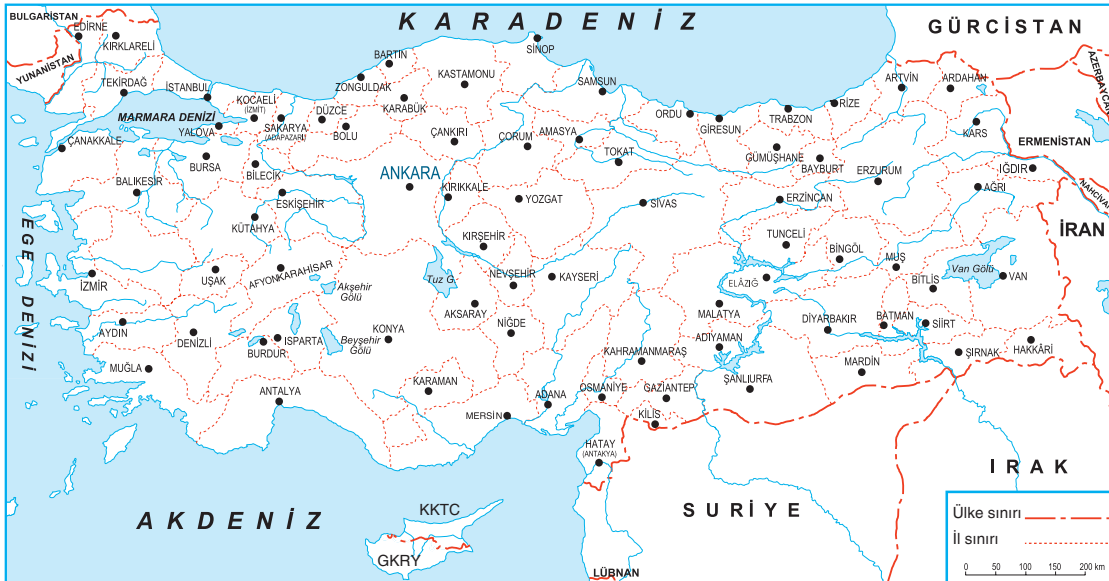 BULGARİSTAN
KARADENİZ
GÜRCİSTAN
EDİRNE
KIRKLARELİ
YUNANİSTAN
TEKİRDAĞ
İSTANBUL
MARMARA DENİZİ
YALOVA
KOCAELİ
(İZMİT)
SAKARYA
(ADAPAZARI)
DÜZCE
BOLU
ZONGULDAK
BARTIN
KARABÜK
KASTAMONU
SİNOP
SAMSUN
ORDU
GİRESUN
TRABZON
RİZE
ARTVİN
ARDAHAN
AZERBAYCAN
KARS
ERMENİSTAN
ÇANAKKALE
BURSA
BİLECİK
ÇANKIRI
ÇORUM
AMASYA
TOKAT
GÜMÜŞHANE
BAYBURT
ERZURUM
IĞDIR
AĞRI
NAHCİVAN
BALIKESİR
ESKİŞEHİR
KÜTAHYA
ANKARA
KIRIKKALE
YOZGAT
SİVAS
ERZİNCAN
TUNCELİ
BİNGÖL
MUŞ
İRAN
EGE DENİZİ
KIRŞEHİR
İZMİR
UŞAK
AFYONKARAHİSAR
Akşehir
Gölü
Tuz G.
NEVŞEHİR
KAYSERİ
ELÂZIĞ
BİTLİS
Van Gölü
VAN
AYDIN
DENİZLİ
BURDUR
ISPARTA
Beyşehir
Gölü
KONYA
AKSARAY
NİĞDE
MALATYA
ADIYAMAN
DİYARBAKIR
BATMAN
SİİRT
ŞIRNAK
HAKKÂRİ
MUĞLA
ANTALYA
KARAMAN
MERSİN
ADANA
OSMANİYE
KAHRAMANMARAŞ
GAZİANTEP
KİLİS
ŞANLIURFA
MARDİN
HATAY
(ANTAKYA)
AKDENİZ
KKTC
GKRY
LÜBNAN
SURİYE
IRAK
Ülke sınırı
İl sınırı
0 50 100 150 200 km